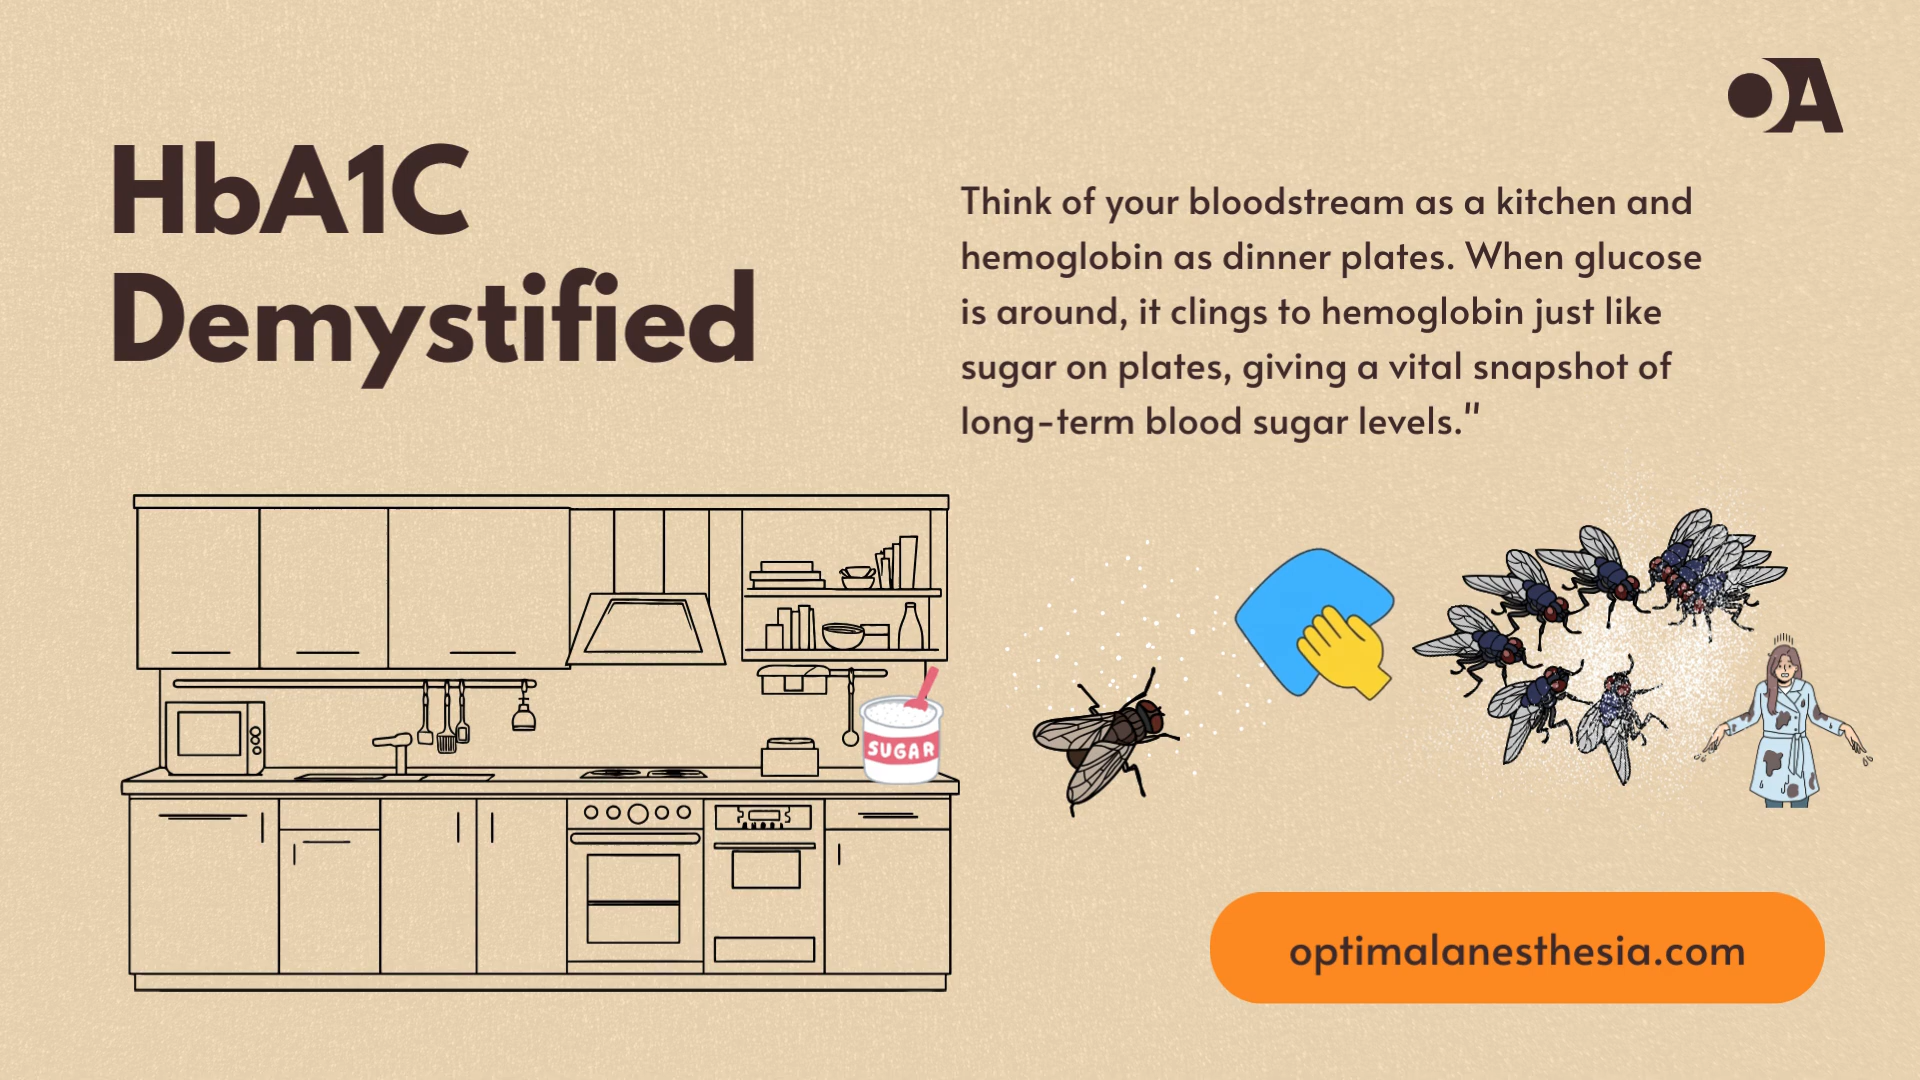 OA
HbA1C
Demystified
Think of your bloodstream as a kitchen and
hemoglobin as dinner plates. When glucose
is around, it clings to hemoglobin just like
sugar on plates, giving a vital snapshot of
long-term blood sugar levels."
SUGAR
optimalanesthesia.com